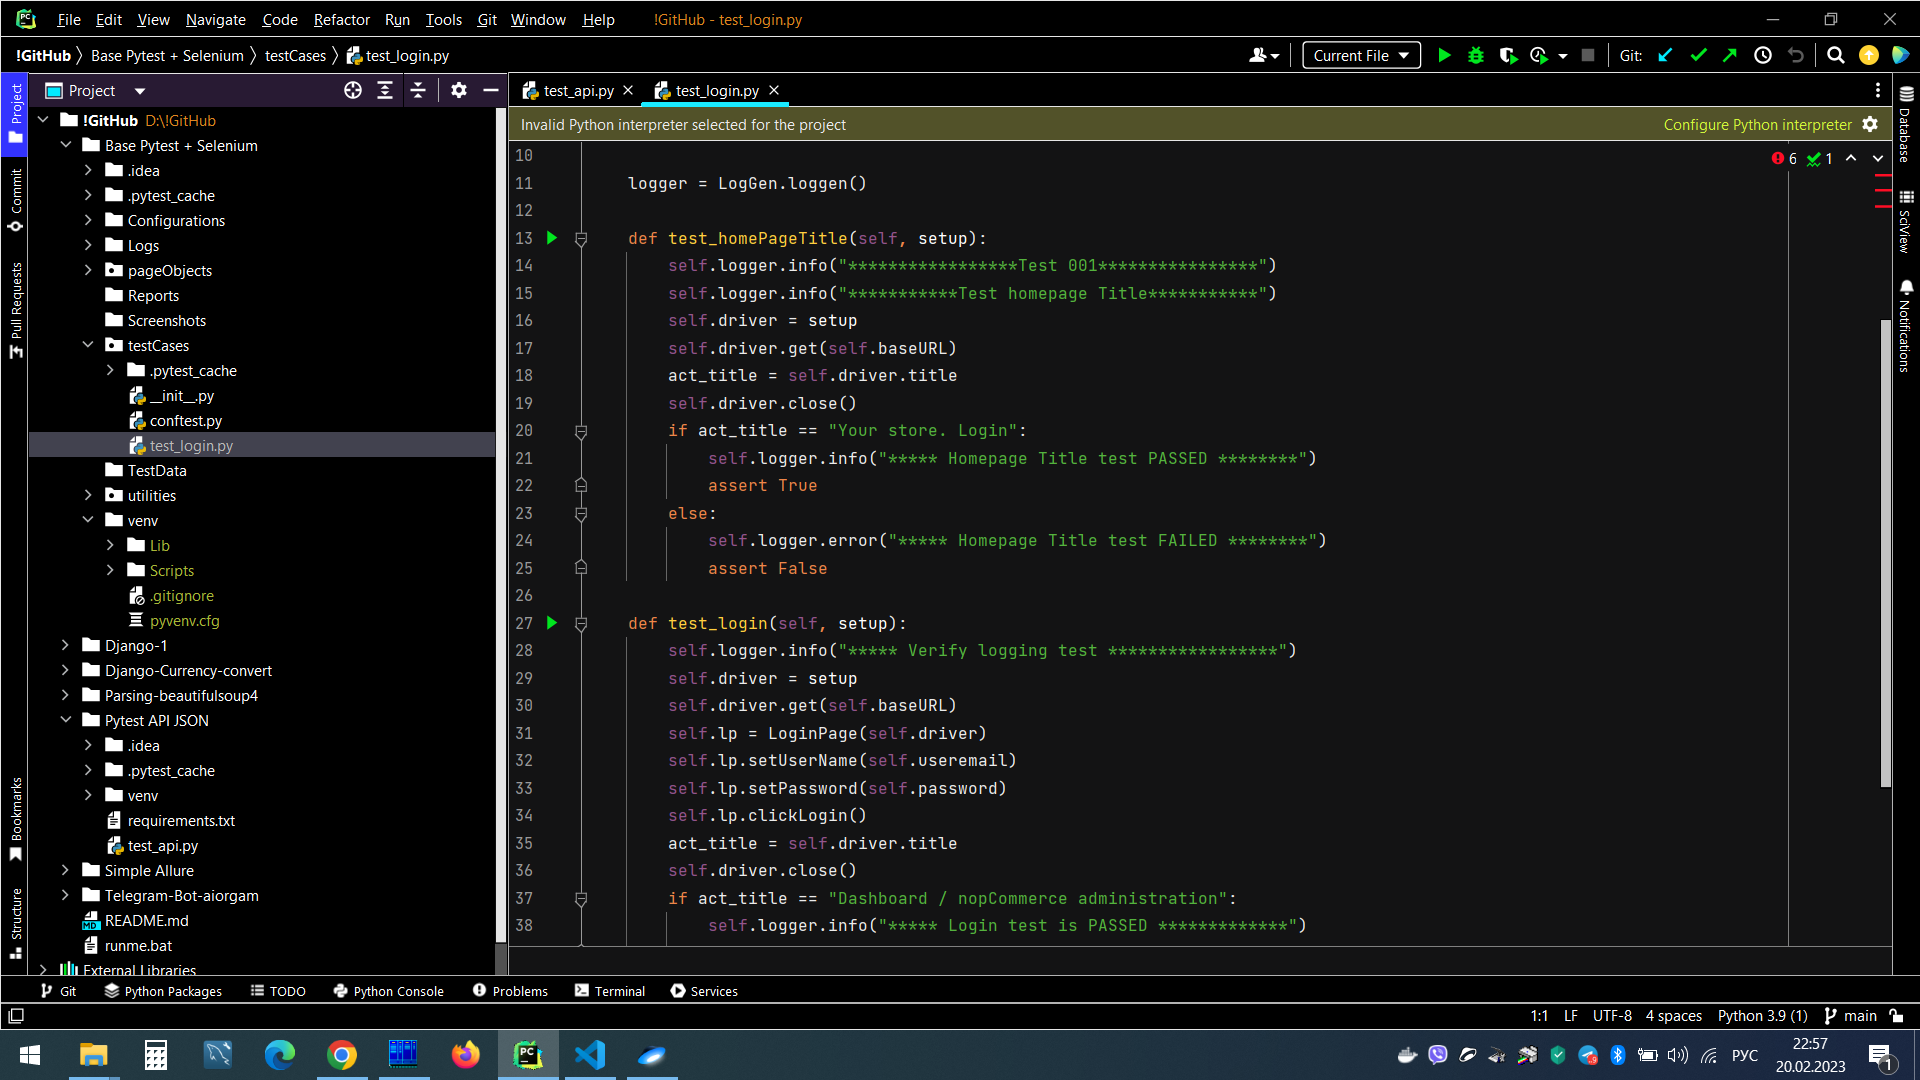 File Edit View Navigate Code Refactor Run Tools Git Window Help !GitHub - test_login.py
!GitHub Base Pytest + Selenium testCases test_login.py Current File Git:
Project
Project
Commit
Pull Requests
Bookmarks
Structure
!GitHub D:\!GitHub
Base Pytest + Selenium
.idea
.pytest_cache
Configurations
Logs
pageObjects
Reports
Screenshots
testCases
.pytest_cache
__init__.py
conftest.py
test_login.py
TestData
utilities
venv
Lib
Scripts
.gitignore
pyvenv.cfg
Django-1
Django-Currency-convert
Parsing-beautifulsoup4
Pytest API JSON
.idea
.pytest_cache
venv
requirements.txt
test_api.py
Simple Allure
Telegram-Bot-aiorgam
README.md
runme.bat
External Libraries
test_api.py test_login.py
Invalid Python interpreter selected for the project Configure Python interpreter
6 1
10
11 logger = LogGen.loggen()
12
13 def test_homePageTitle(self, setup):
14 self.logger.info("*****************Test 001****************")
15 self.logger.info("***********Test homepage Title***********")
16 self.driver = setup
17 self.driver.get(self.baseURL)
18 act_title = self.driver.title
19 self.driver.close()
20 if act_title == "Your store. Login":
21 self.logger.info("***** Homepage Title test PASSED ********")
22 assert True
23 else:
24 self.logger.error("***** Homepage Title test FAILED ********")
25 assert False
26
27 def test_login(self, setup):
28 self.logger.info("***** Verify logging test *****************")
29 self.driver = setup
30 self.driver.get(self.baseURL)
31 self.lp = LoginPage(self.driver)
32 self.lp.setUserName(self.useremail)
33 self.lp.setPassword(self.password)
34 self.lp.clickLogin()
35 act_title = self.driver.title
36 self.driver.close()
37 if act_title == "Dashboard / nopCommerce administration":
38 self.logger.info("***** Login test is PASSED *************")
Database
SciView
Notifications
Git Python Packages TODO Python Console Problems Terminal Services
1:1 LF UTF-8 4 spaces Python 3.9 (1) main
PC
РУС
22:57
20.02.2023
1